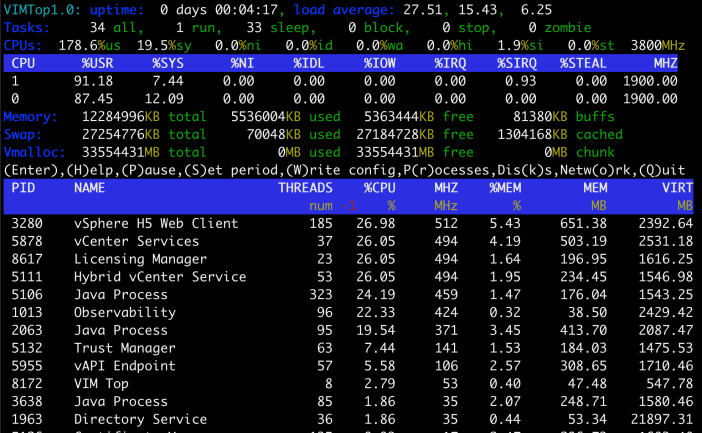 VIMTop1.0: uptime: 0 days 00:04:17, load average: 27.51, 15.43, 6.25
Tasks: 34 all, 1 run, 33 sleep, 0 block, 0 stop, 0 zombie
CPUs: 178.6%us 19.5%sy 0.0%ni 0.0%id 0.0%wa 0.0%hi 1.9%si 0.0%st 3800MHz
CPU %USR %SYS %NI %IDL %IOW %IRQ %SIRQ %STEAL MHZ
1 91.18 7.44 0.00 0.00 0.00 0.00 0.93 0.00 1900.00
0 87.45 12.09 0.00 0.00 0.00 0.00 0.00 0.00 1900.00
Memory: 12284996KB total 5536004KB used 5363444KB free 81380KB buffs
Swap: 27254776KB total 70048KB used 27184728KB free 1304168KB cached
Vmalloc: 33554431MB total 0MB used 33554431MB free 0MB chunk
(Enter),(H)elp,(P)ause,(S)et period,(W)rite config,P(r)ocesses,Dis(k)s,Netw(o)rk,(Q)uit
PID NAME THREADS %CPU MHZ %MEM MEM VIRT
num -1 % MHz % MB MB
3280 vSphere H5 Web Client 185 26.98 512 5.43 651.38 2392.64
5878 vCenter Services 37 26.05 494 4.19 503.19 2531.18
8617 Licensing Manager 23 26.05 494 1.64 196.95 1616.25
5111 Hybrid vCenter Service 53 26.05 494 1.95 234.45 1546.98
5106 Java Process 323 24.19 459 1.47 176.04 1543.25
1013 Observability 96 22.33 424 0.32 38.50 2429.42
2063 Java Process 95 19.54 371 3.45 413.70 2087.47
5132 Trust Manager 63 7.44 141 1.53 184.03 1475.53
5955 vAPI Endpoint 57 5.58 106 2.57 308.65 1710.46
8172 VIM Top 8 2.79 53 0.40 47.48 547.78
3638 Java Process 85 1.86 35 2.07 248.71 1580.46
1963 Directory Service 36 1.86 35 0.44 53.34 21897.31